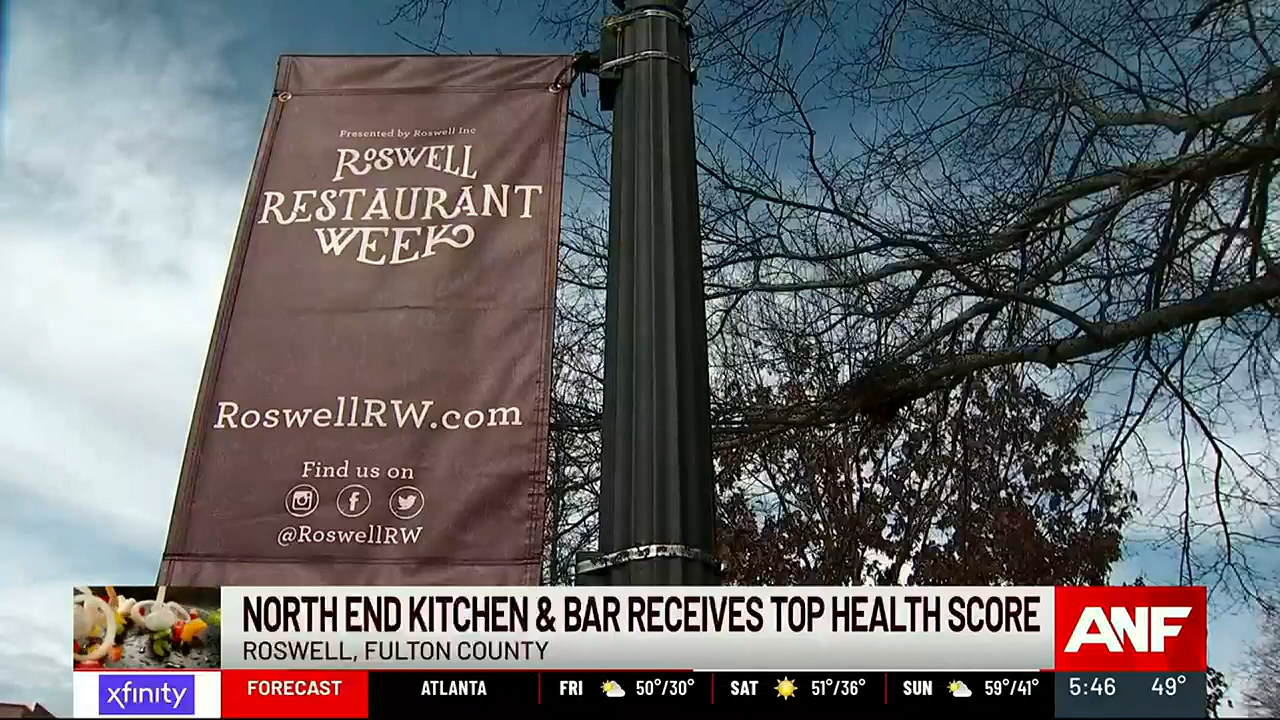 Presented by Roswell Inc
ROSWELL
RESTAURANT
WEEK
RoswellRW.com
Find us on
@RoswellRW
NORTH END KITCHEN & BAR RECEIVES TOP HEALTH SCORE
ROSWELL, FULTON COUNTY
ANF
xfinity
FORECAST
ATLANTA
FRI 50°/30°
SAT 51°/36°
SUN 59°/41°
5:46 49°